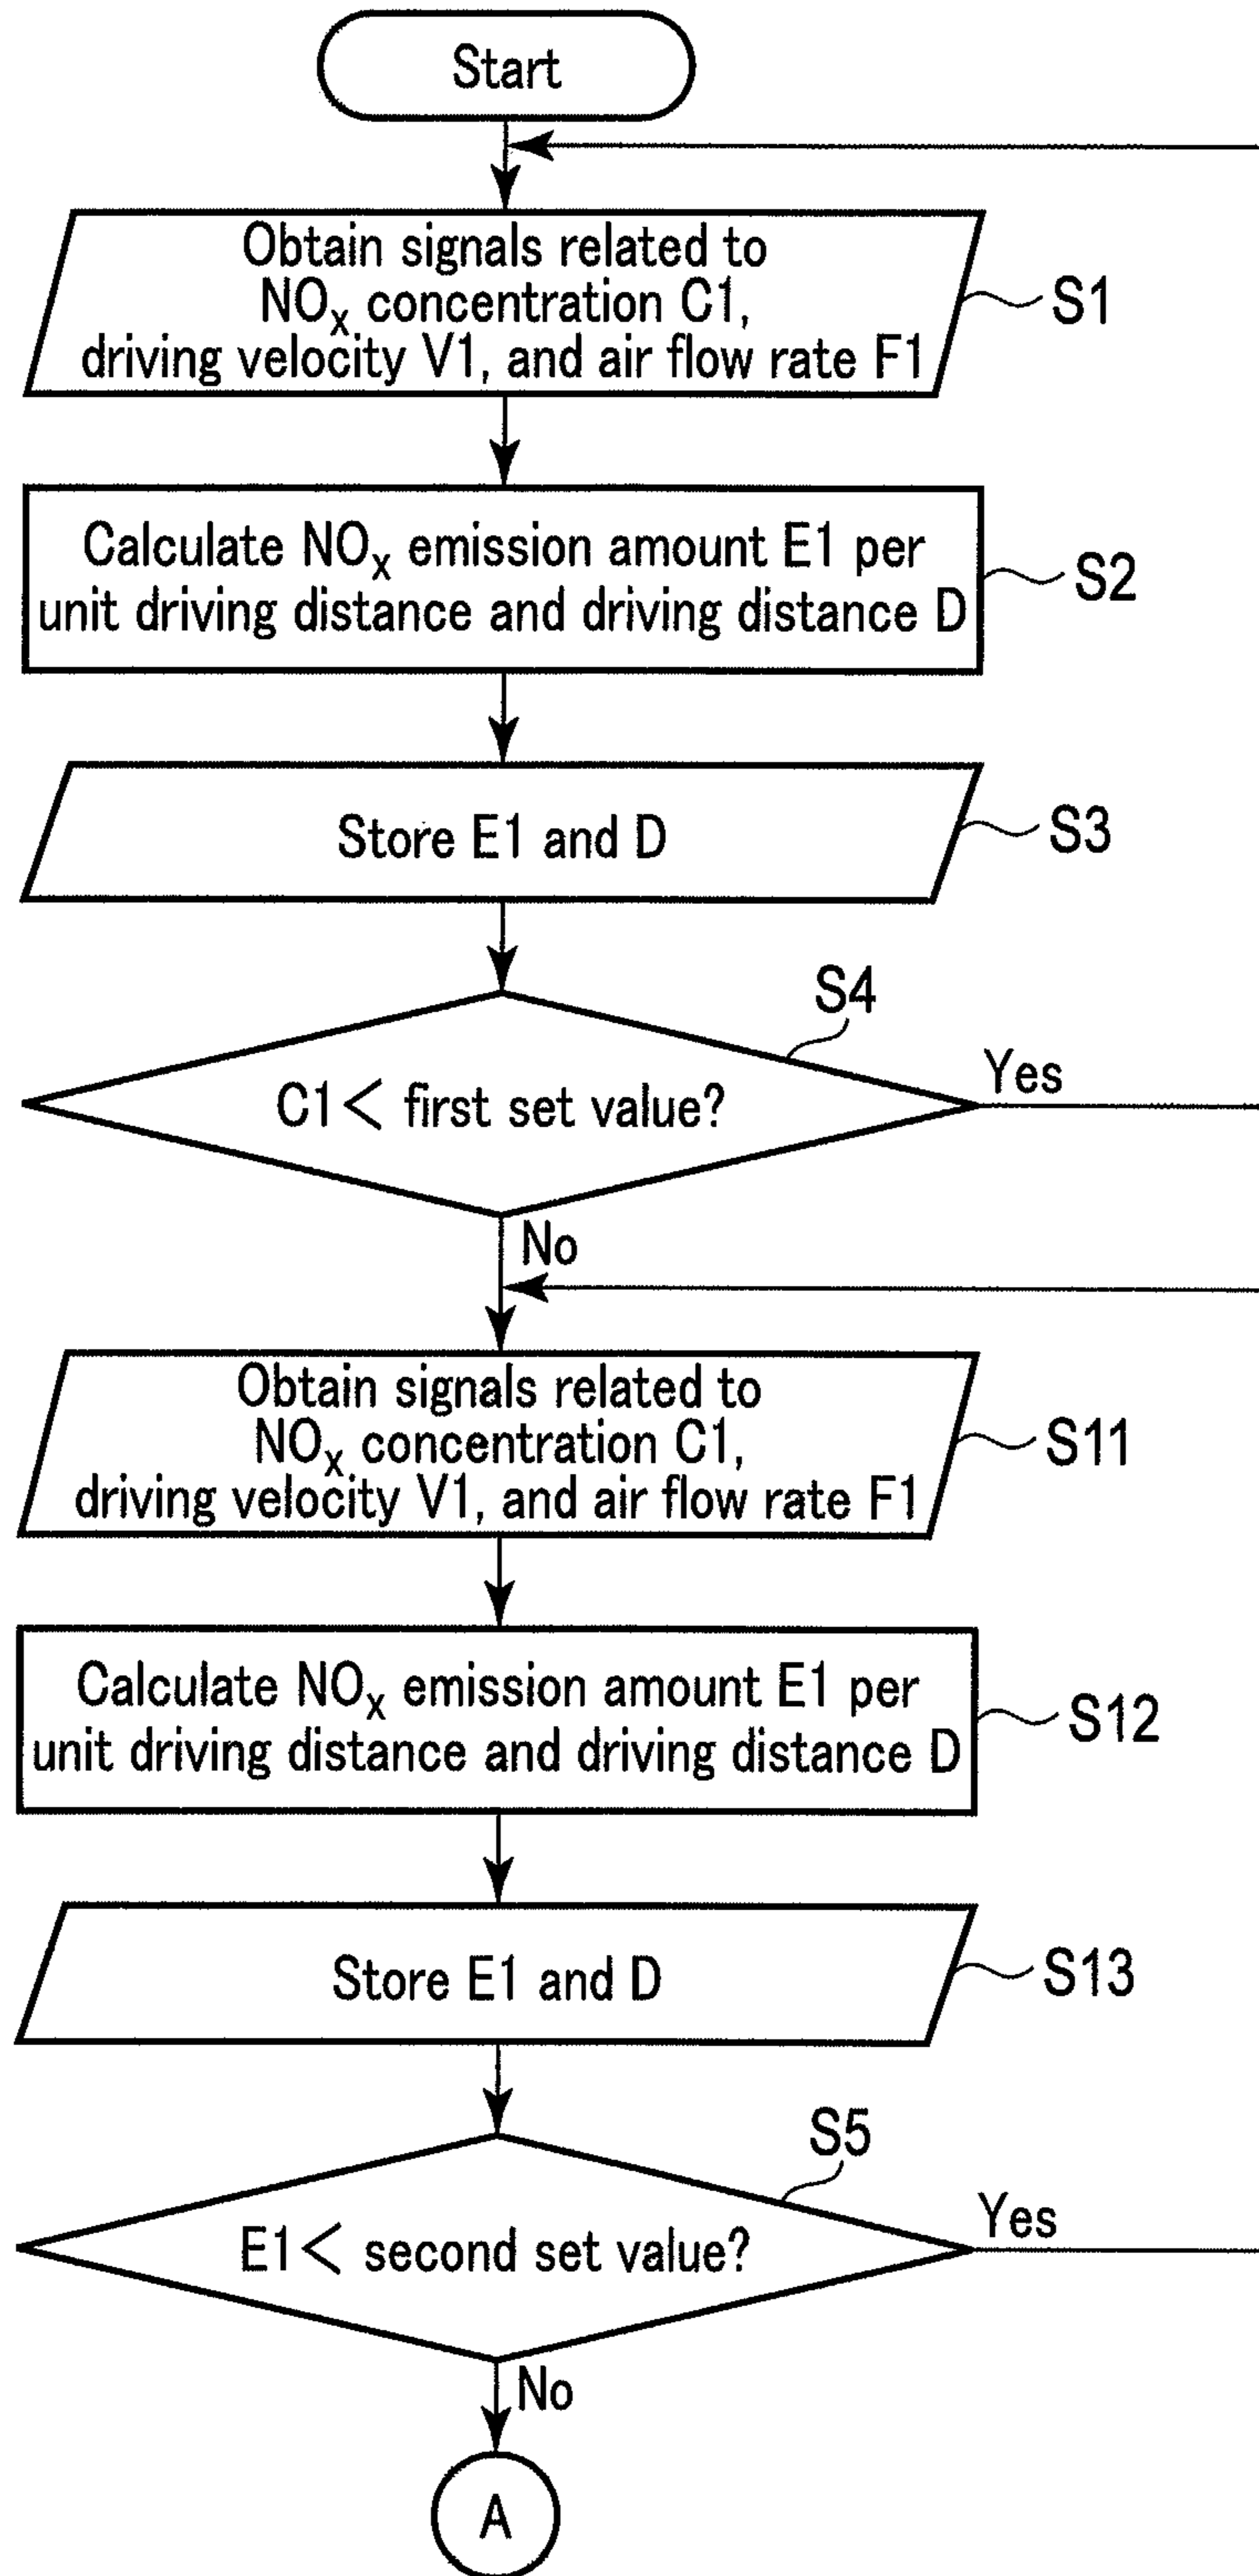 Start
Obtain signals related to
NOx concentration C1,
driving velocity V1, and air flow rate F1
S1
Calculate NOx emission amount E1 per
unit driving distance and driving distance D
S2
Store E1 and D
S3
S4
C1< first set value?
Yes
No
Obtain signals related to
NOx concentration C1,
driving velocity V1, and air flow rate F1
S11
Calculate NOx emission amount E1 per
unit driving distance and driving distance D
S12
Store E1 and D
S13
S5
E1< second set value?
Yes
No
A